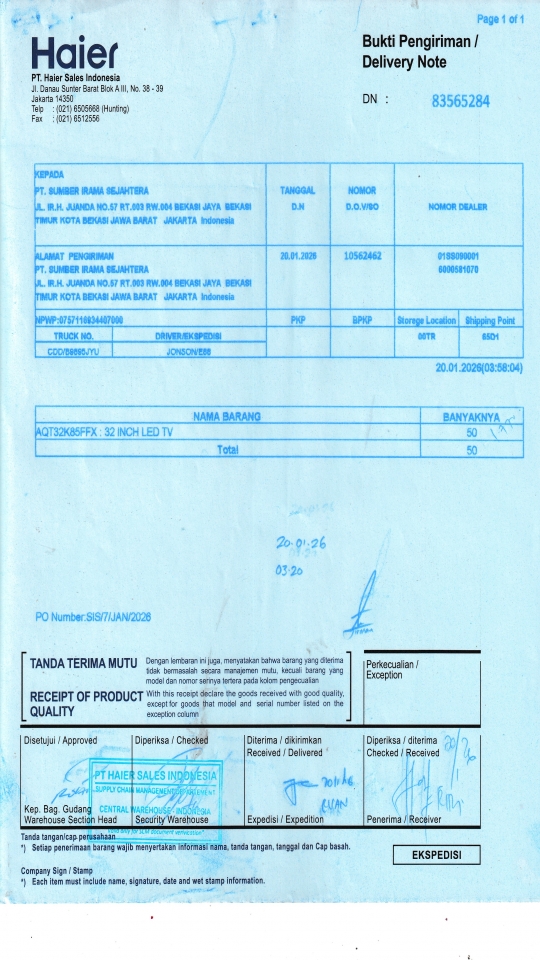 Page 1 of 1
Haier
Bukti Pengiriman /
Delivery Note
PT. Haier Sales Indonesia
Jl. Danau Sunter Barat Blok A III, No. 38 - 39
Jakarta 14350
Telp : (021) 6505668 (Hunting)
Fax : (021) 6512556
DN : 83565284
KEPADA
PT. SUMBER IRAMA SEJAHTERA
JL. IR.H. JUANDA NO.57 RT.003 RW.004 BEKASI JAYA BEKASI
TIMUR KOTA BEKASI JAWA BARAT JAKARTA Indonesia
TANGGAL
D.N
NOMOR
D.O./SO
NOMOR DEALER
ALAMAT PENGIRIMAN
PT. SUMBER IRAMA SEJAHTERA
JL. IR.H. JUANDA NO.57 RT.003 RW.004 BEKASI JAYA BEKASI
TIMUR KOTA BEKASI JAWA BARAT JAKARTA Indonesia
20.01.2026
10562462
6000581070
PKP
BPKP
Storage Location
Shipping Point
TRUCK NO.
DRIVER/EKSPEDISI
00TR
65D1
20.01.2026(03:58:04)
NAMA BARANG
BANYAKNYA
AQT32K85FFX : 32 INCH LED TV
50
Total
50
20-01-26
03:20
PO Number:SIS/7/JAN/2026
TANDA TERIMA MUTU
Dengan lembaran ini juga, menyatakan bahwa barang yang diterima
tidak bermasalah secara manajemen mutu, kecuali barang yang
model dan nomor serinya tertera pada kolom pengecualian
RECEIPT OF PRODUCT
QUALITY
With this receipt declare the goods received with good quality,
except for goods that model and serial number listed on the
exception column
Perkecualian /
Exception
Disetujui / Approved
Diperiksa / Checked
Diterima / dikirimkan
Received / Delivered
Diperiksa / diterima
Checked / Received
PT HAIER SALES INDONESIA
SUPPLY CHAIN MANAGEMENT DEPARTEMENT
CENTRAL WAREHOUSE - INDONESIA
Kep. Bag. Gudang
Warehouse Section Head
Security Warehouse
Expedisi / Expedition
Penerima / Receiver
Tanda tangan/cap perusahaan
*) Setiap penerimaan barang wajib menyertakan informasi nama, tanda tangan, tanggal dan Cap basah.
EKSPEDISI
Company Sign / Stamp
*) Each item must include name, signature, date and wet stamp information.